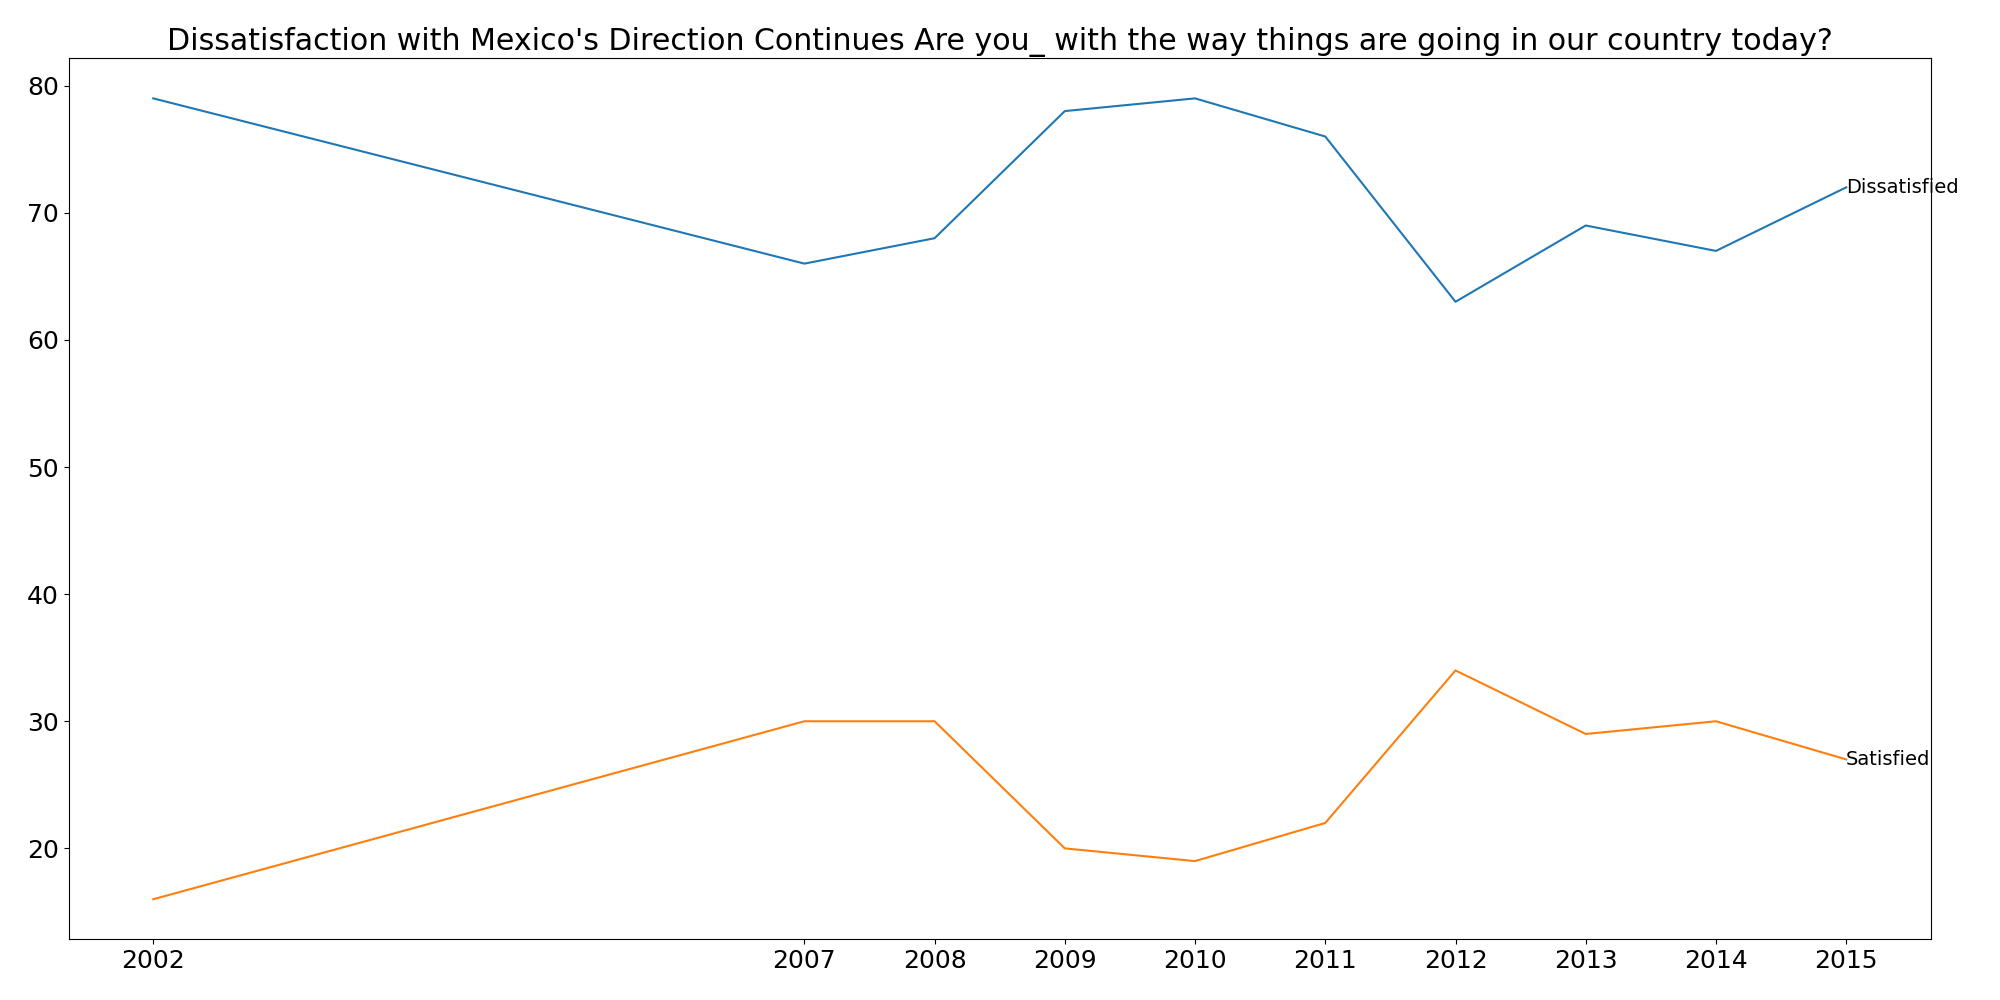 Dissatisfaction with Mexico's Direction Continues Are you_ with the way things are going in our country today?
80
70
60
50
40
30
20
Dissatisfied
Satisfied
2002 2007 2008 2009 2010 2011 2012 2013 2014 2015